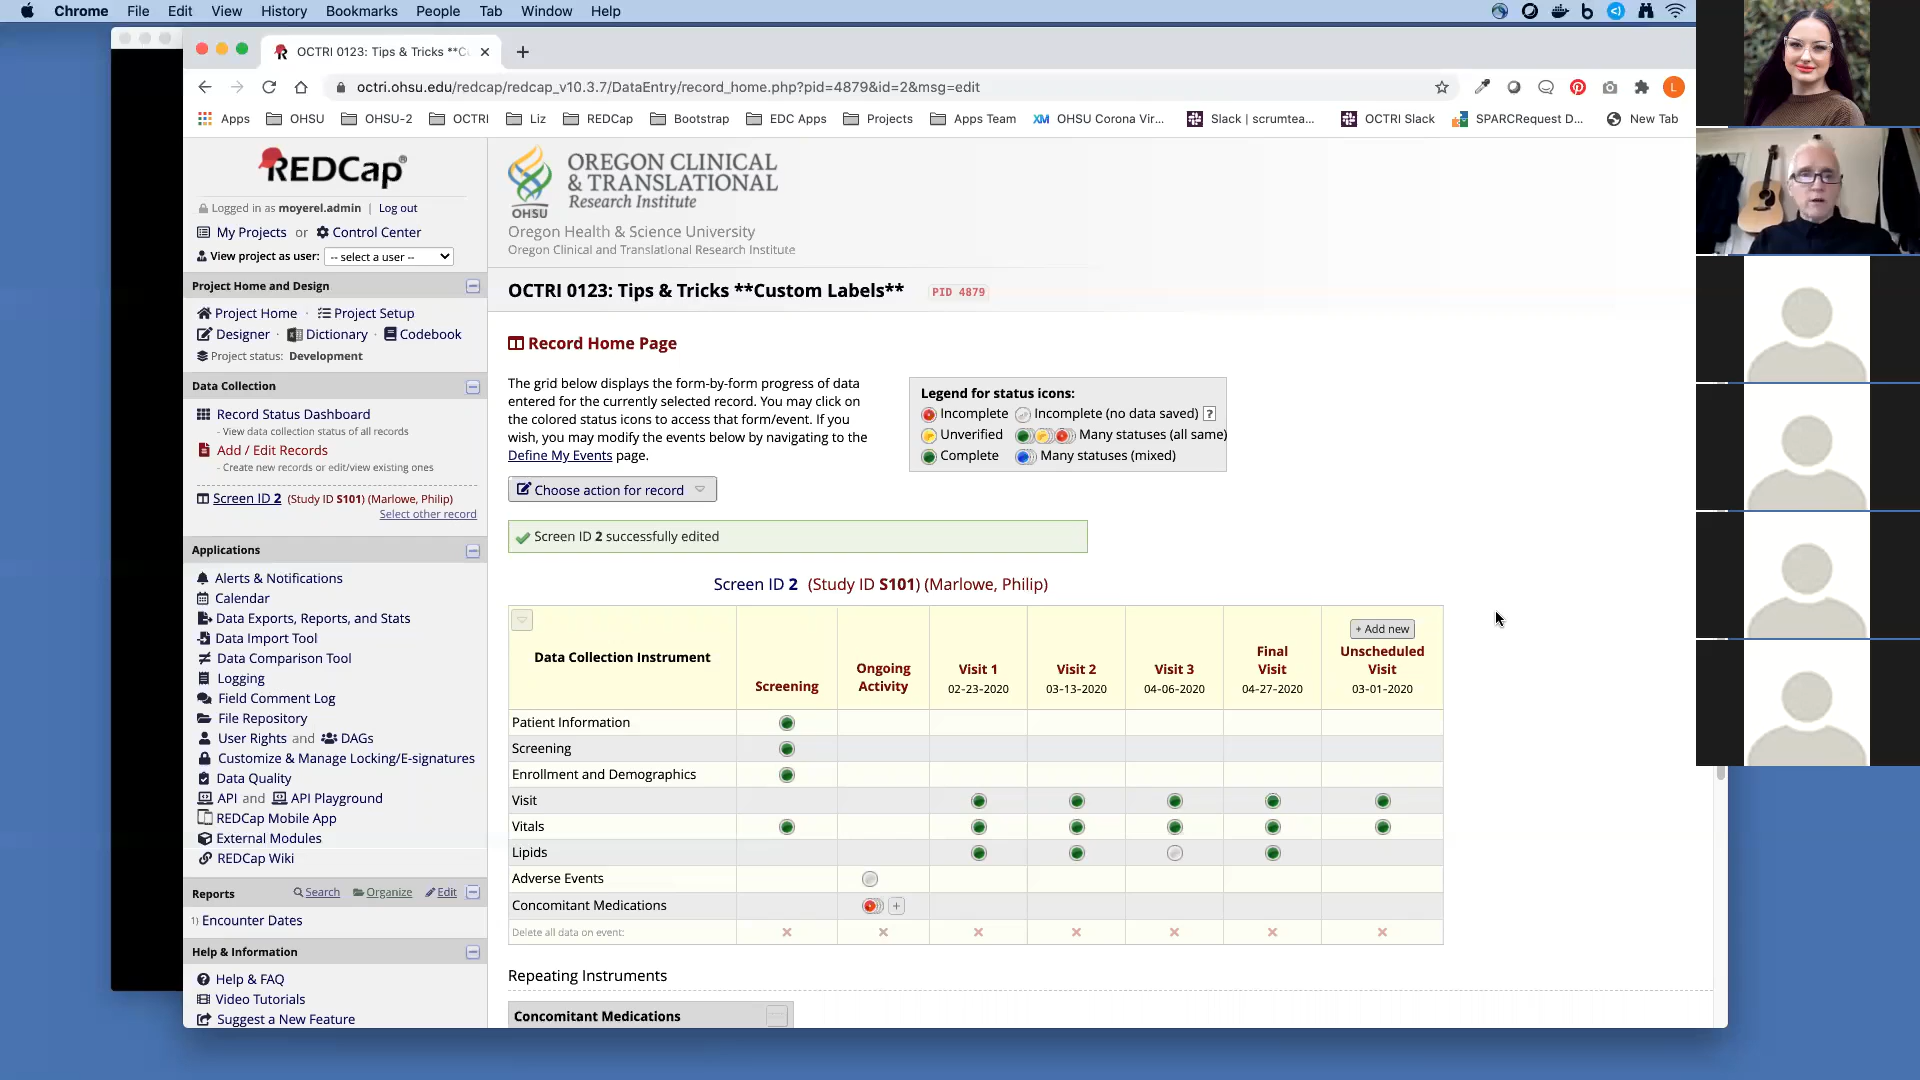 Chrome File Edit View History Bookmarks People Tab Window Help
OCTRI 0123: Tips & Tricks **C
octri.ohsu.edu/redcap/redcap_v10.3.7/DataEntry/record_home.php?pid=4879&id=2&msg=edit
L
Apps OHSU OHSU-2 OCTRI Liz REDCap Bootstrap EDC Apps Projects Apps Team XM OHSU Corona Vir... Slack | scrumtea... OCTRI Slack SPARCRequest D... New Tab
REDCap®
Logged in as moyerel.admin | Log out
My Projects or Control Center
View project as user: -- select a user --
Project Home and Design
Project Home · Project Setup
Designer · Dictionary · Codebook
Project status: Development
Data Collection
Record Status Dashboard
- View data collection status of all records
Add / Edit Records
- Create new records or edit/view existing ones
Screen ID 2 (Study ID S101) (Marlowe, Philip)
Select other record
Applications
Alerts & Notifications
Calendar
Data Exports, Reports, and Stats
Data Import Tool
Data Comparison Tool
Logging
Field Comment Log
File Repository
User Rights and DAGs
Customize & Manage Locking/E-signatures
Data Quality
API and API Playground
REDCap Mobile App
External Modules
REDCap Wiki
Reports Search Organize Edit
1) Encounter Dates
Help & Information
Help & FAQ
Video Tutorials
Suggest a New Feature
OHSU
OREGON CLINICAL
& TRANSLATIONAL
Research Institute
Oregon Health & Science University
Oregon Clinical and Translational Research Institute
OCTRI 0123: Tips & Tricks **Custom Labels** PID 4879
Record Home Page
The grid below displays the form-by-form progress of data
entered for the currently selected record. You may click on
the colored status icons to access that form/event. If you
wish, you may modify the events below by navigating to the
Define My Events page.
Legend for status icons:
Incomplete Incomplete (no data saved) ?
Unverified Many statuses (all same)
Complete Many statuses (mixed)
Choose action for record
Screen ID 2 successfully edited
Screen ID 2 (Study ID S101) (Marlowe, Philip)
Data Collection Instrument
Screening
Ongoing
Activity
Visit 1
02-23-2020
Visit 2
03-13-2020
Visit 3
04-06-2020
Final
Visit
04-27-2020
+ Add new
Unscheduled
Visit
03-01-2020
Patient Information
Screening
Enrollment and Demographics
Visit
Vitals
Lipids
Adverse Events
Concomitant Medications +
Delete all data on event:
Repeating Instruments
Concomitant Medications